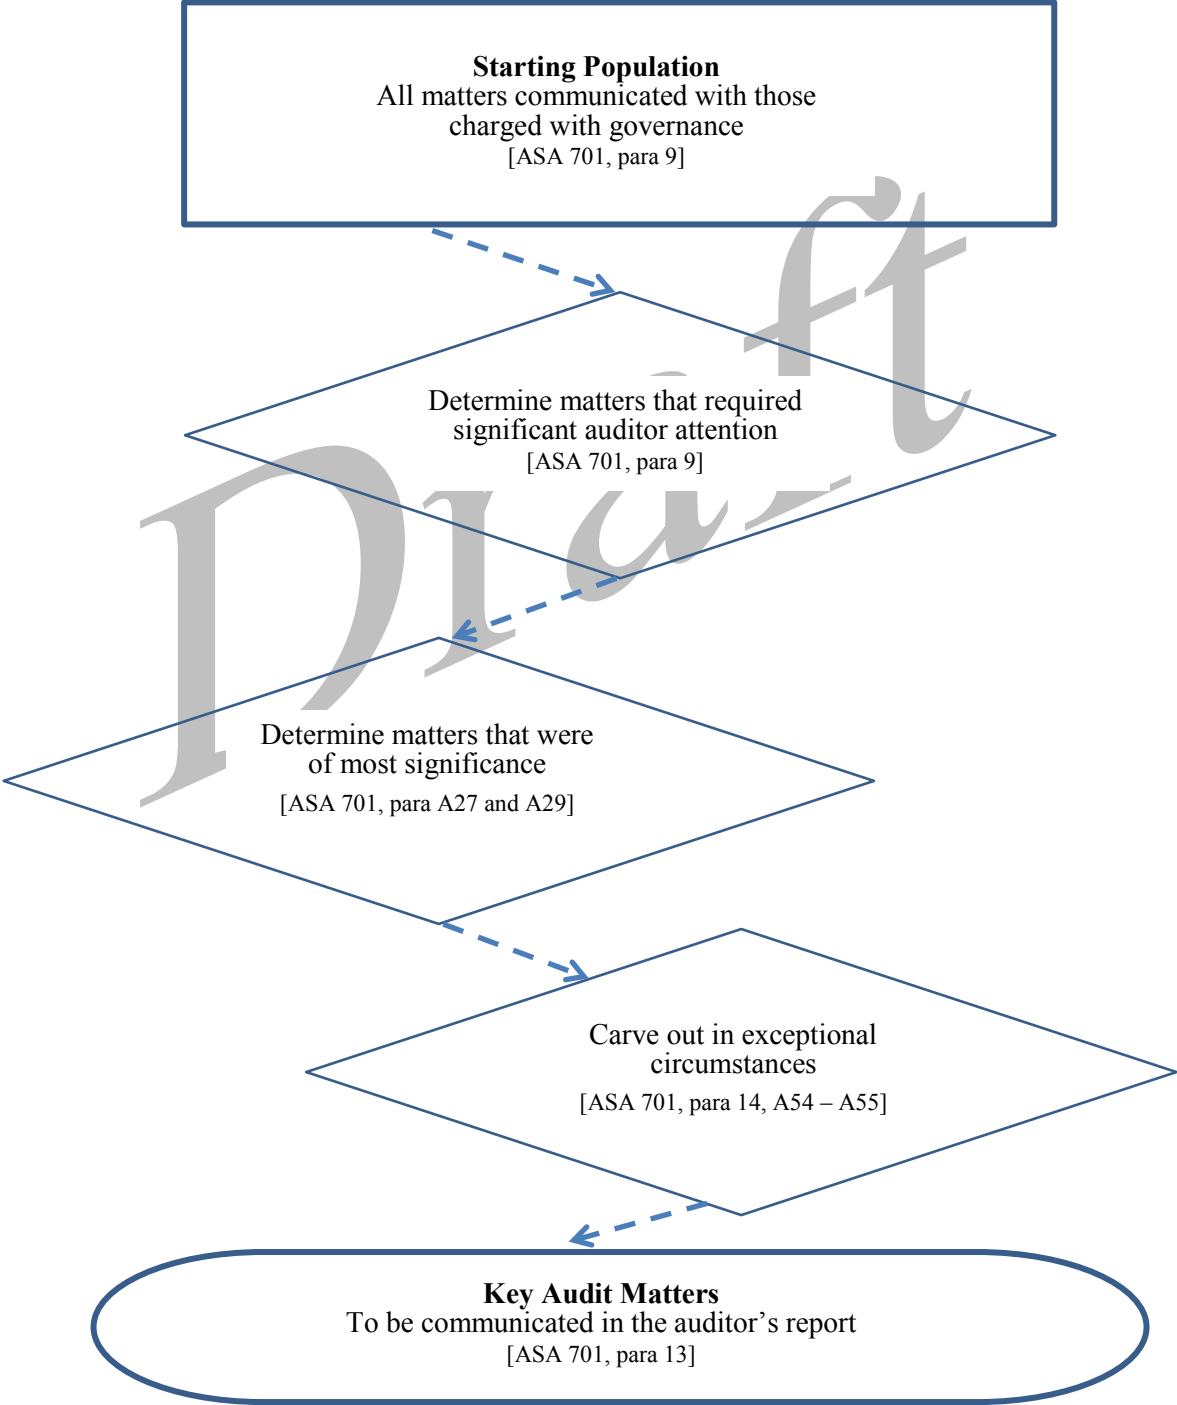 Starting Population
All matters communicated with those
charged with governance
[ASA 701, para 9]
Draft
Determine matters that required
significant auditor attention
[ASA 701, para 9]
Determine matters that were
of most significance
[ASA 701, para A27 and A29]
Carve out in exceptional
circumstances
[ASA 701, para 14, A54 – A55]
Key Audit Matters
To be communicated in the auditor’s report
[ASA 701, para 13]